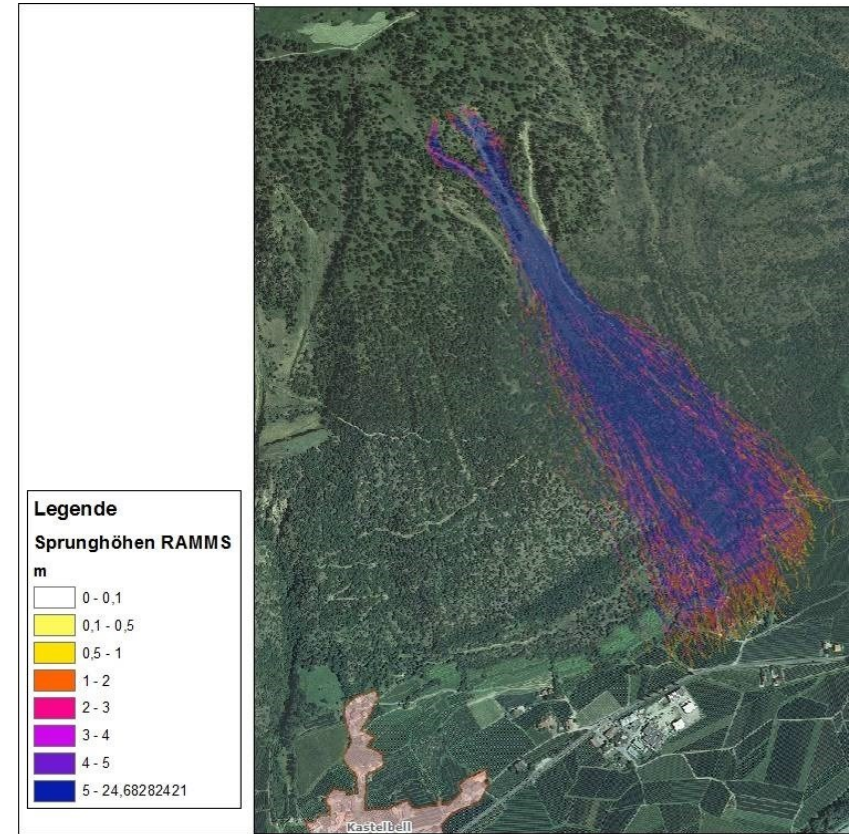 Legende
Sprunghöhen RAMMS
m
0 - 0,1
0,1 - 0,5
0,5 - 1
1 - 2
2 - 3
3 - 4
4 - 5
5 - 24,68282421
Kastelbell